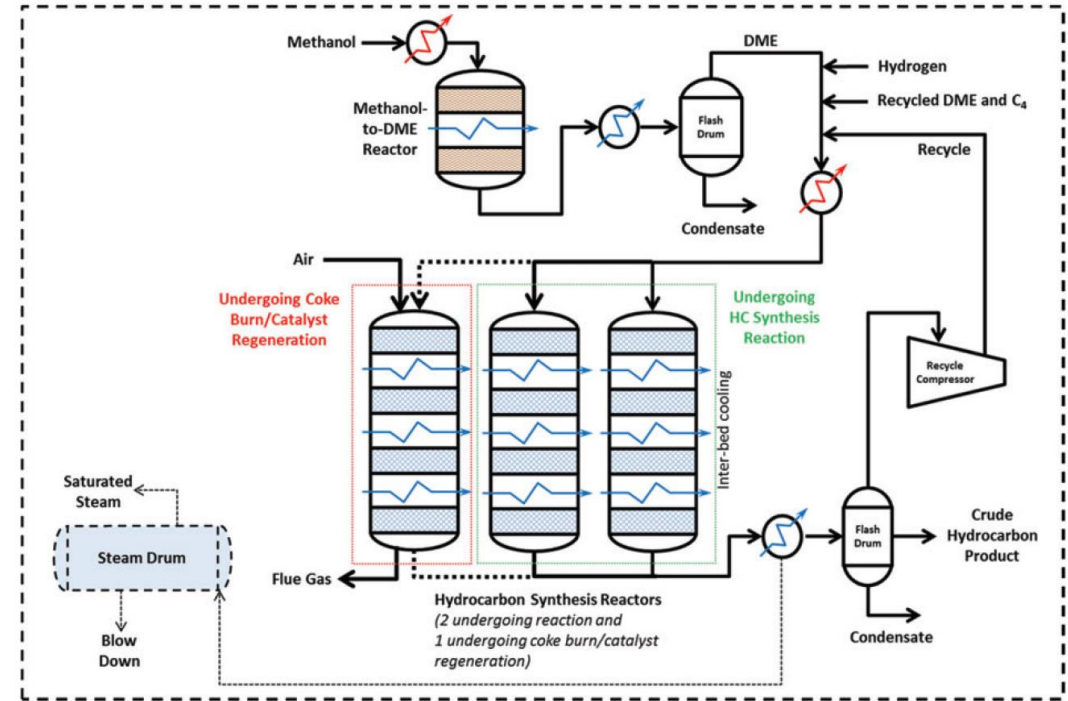 Methanol
DME
Hydrogen
Recycled DME and C4
Recycle
Methanol-
to-DME
Reactor
Flash
Drum
Condensate
Air
Undergoing Coke
Burn/Catalyst
Regeneration
Undergoing
HC Synthesis
Reaction
Inter-bed cooling
Recycle
Compressor
Saturated
Steam
Steam Drum
Blow
Down
Flue Gas
Hydrocarbon Synthesis Reactors
(2 undergoing reaction and
1 undergoing coke burn/catalyst
regeneration)
Flash
Drum
Crude
Hydrocarbon
Product
Condensate